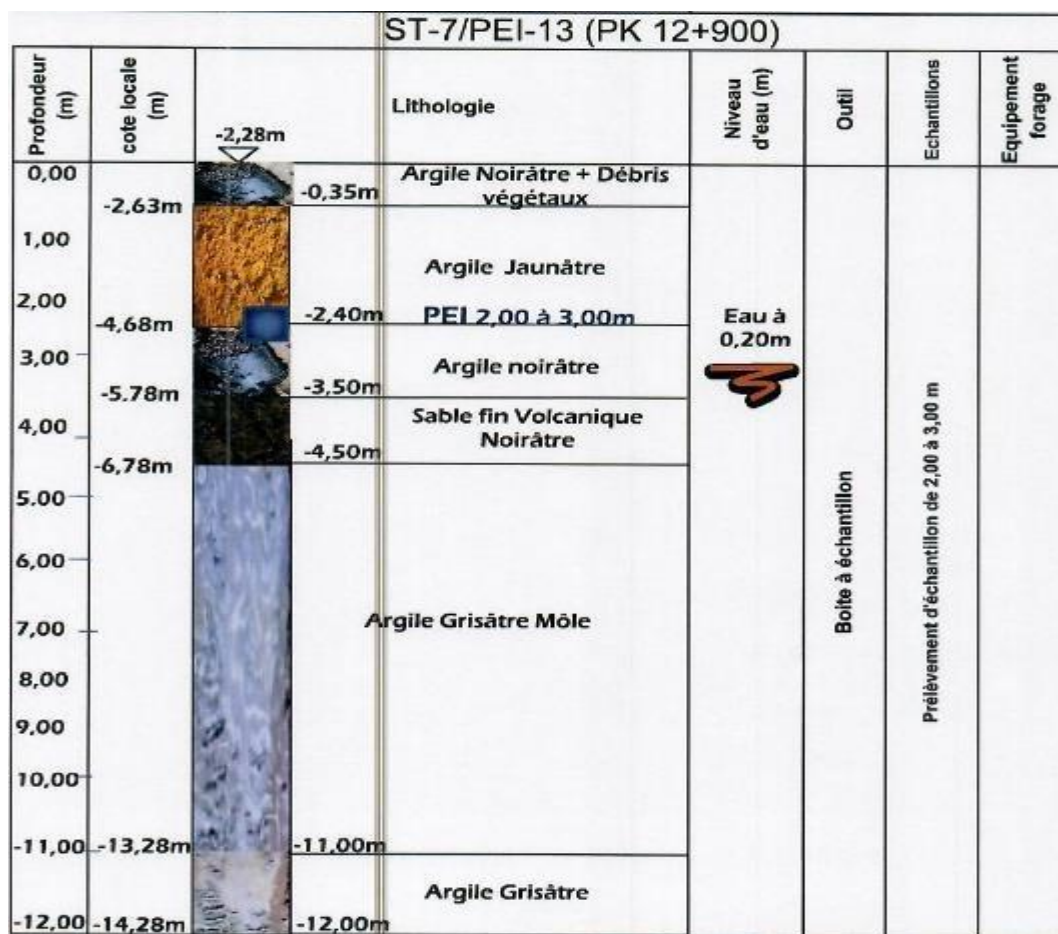 ST-7/PEI-13 (PK 12+900)
Profondeur (m)
cote locale (m)
Lithologie
Niveau d'eau (m)
Outil
Echantillons
Equipement forage
-2,28m
0,00
-2,63m
-0,35m
Argile Noirâtre + Débris
végétaux
1,00
Argile Jaunâtre
2,00
-4,68m
-2,40m
PEI 2,00 à 3,00m
Eau à
0,20m
3,00
Argile noirâtre
-5.78m
-3,50m
4,00
Sable fin Volcanique
Noirâtre
-6,78m
-4,50m
5,00
6,00
7,00
Argile Grisâtre Môle
8,00
9,00
10,00
-11,00
-13,28m
-11,00m
Argile Grisâtre
-12,00
-14,28m
-12,00m
Boite à échantillon
Prélèvement d'échantillon de 2,00 à 3,00 m